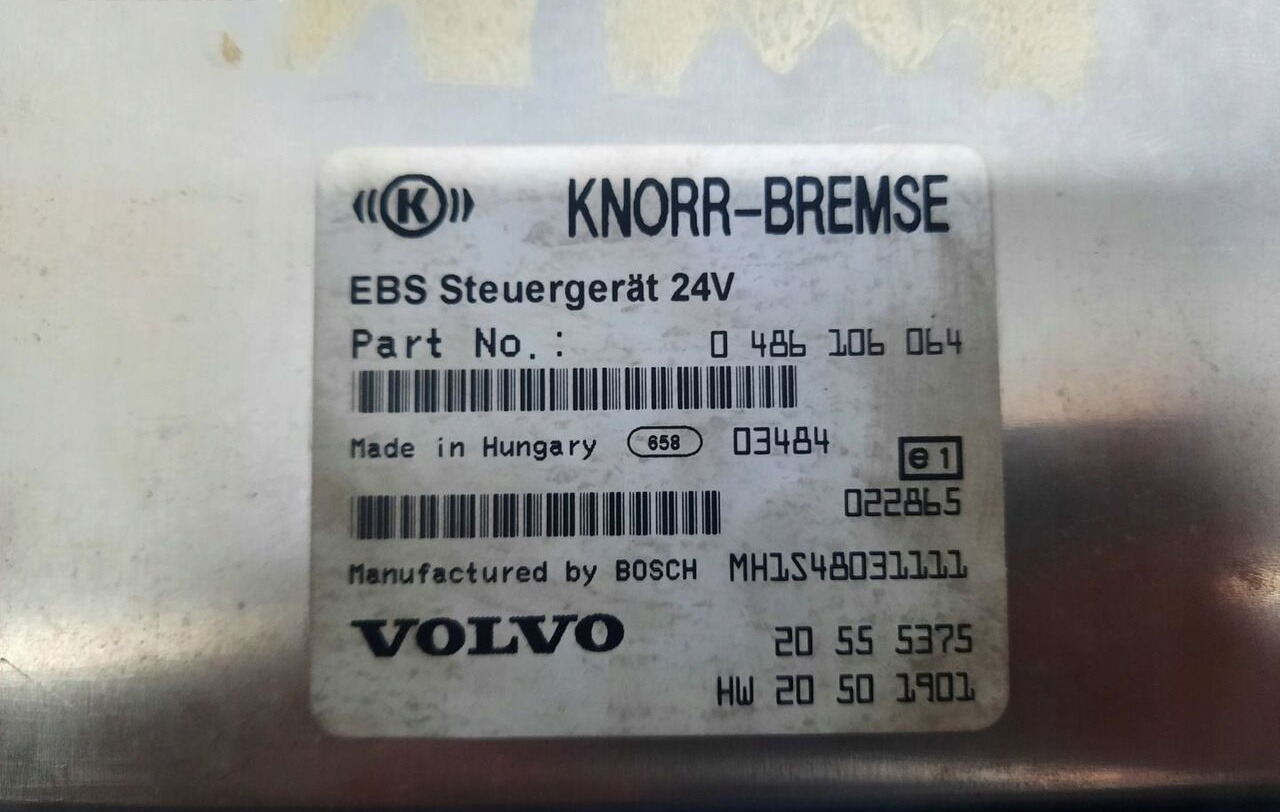 K KNORR-BREMSE
EBS Steuergerät 24V
Part No.: 0 486 106 064
Made in Hungary 658 03484
e1
022865
Manufactured by BOSCH MH1S48031111
VOLVO 20 55 5375
HW 20 50 1901